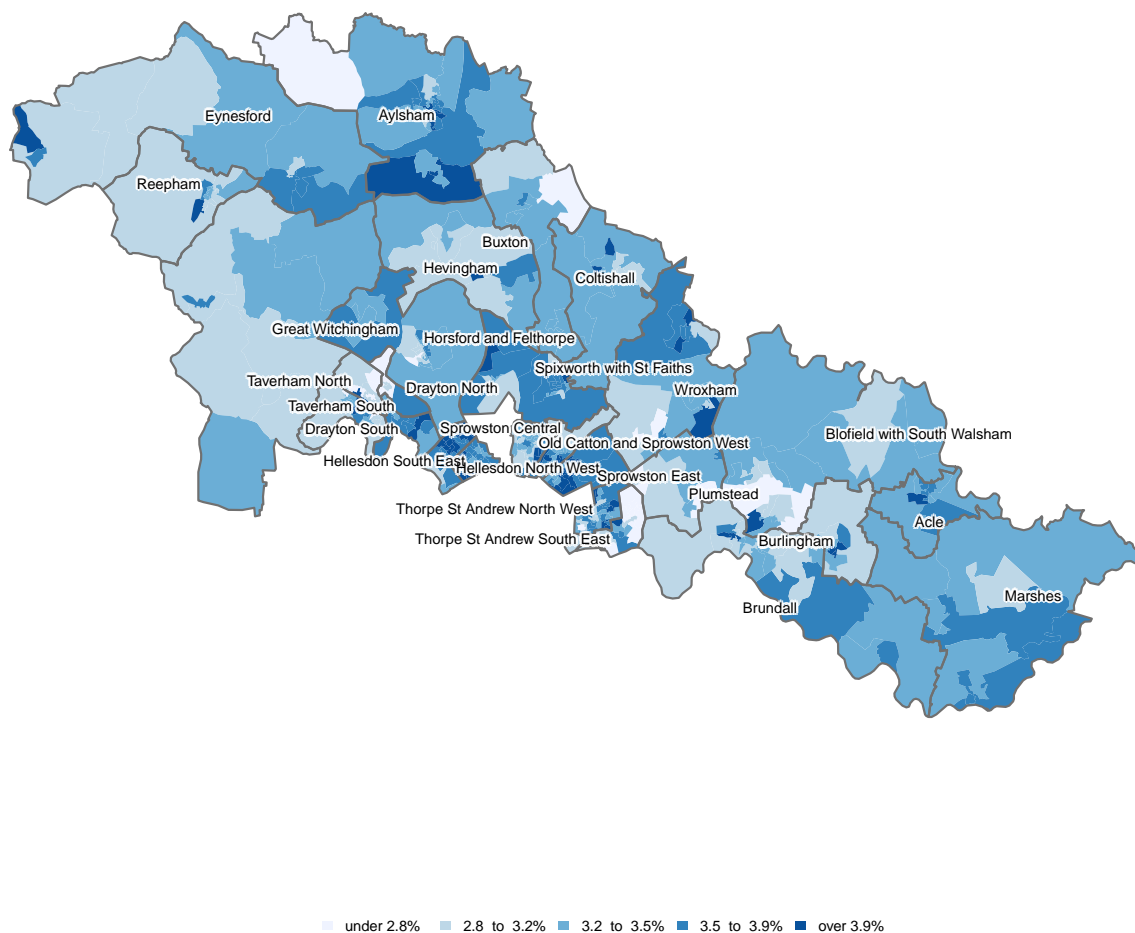 Eynesford
Aylsham
Reepham
Buxton
Hevingham
Coltishall
Great Witchingham
Horsford and Felthorpe
Spixworth with St Faiths
Taverham North
Drayton North
Wroxham
Taverham South
Drayton South
Sprowston Central
Blofield with South Walsham
Old Catton and Sprowston West
Hellesdon South East
Hellesdon North West
Sprowston East
Plumstead
Thorpe St Andrew North West
Acle
Thorpe St Andrew South East
Burlingham
Marshes
Brundall
under 2.8% 2.8 to 3.2% 3.2 to 3.5% 3.5 to 3.9% over 3.9%